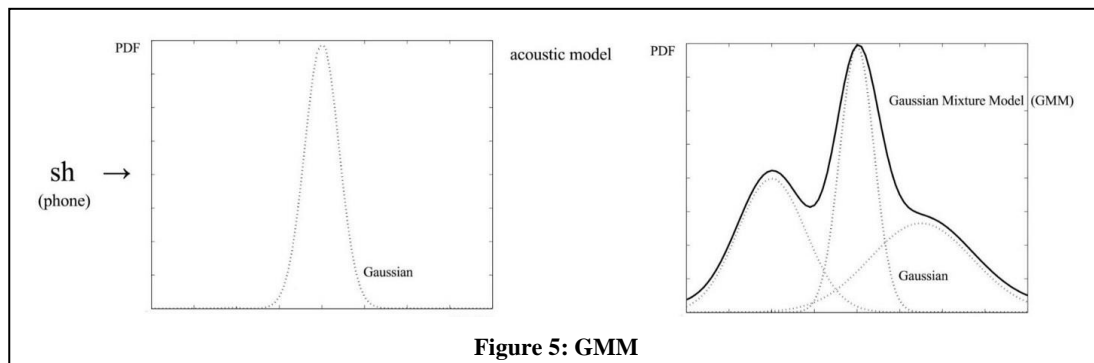 PDF
sh →
(phone)
Gaussian
acoustic model
PDF
Gaussian Mixture Model (GMM)
Gaussian
Figure 5: GMM